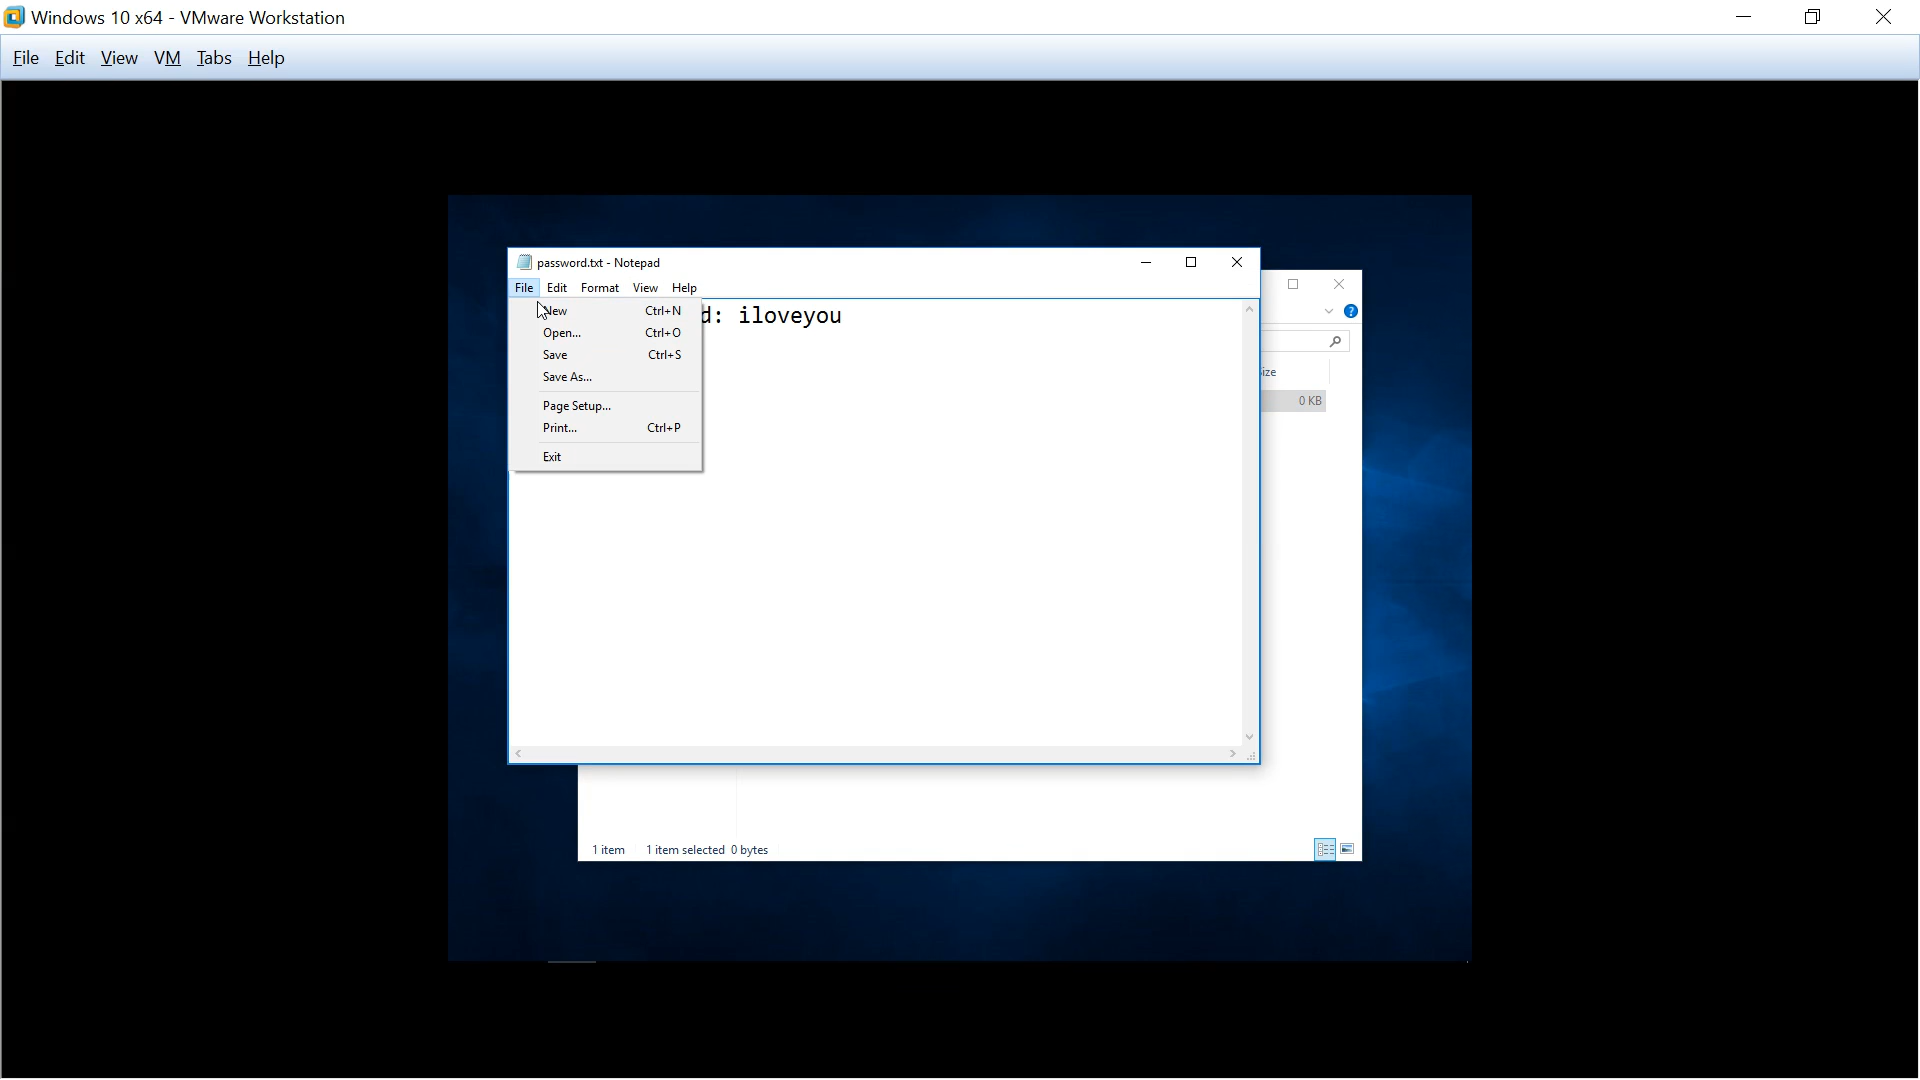 Windows 10 x64 - VMware Workstation
File Edit View VM Tabs Help
password.txt - Notepad
File Edit Format View Help
d: iloveyou
New Ctrl+N
Open... Ctrl+O
Save Ctrl+S
Save As...
Page Setup...
Print... Ctrl+P
Exit
ize
0 KB
1 item 1 item selected 0 bytes